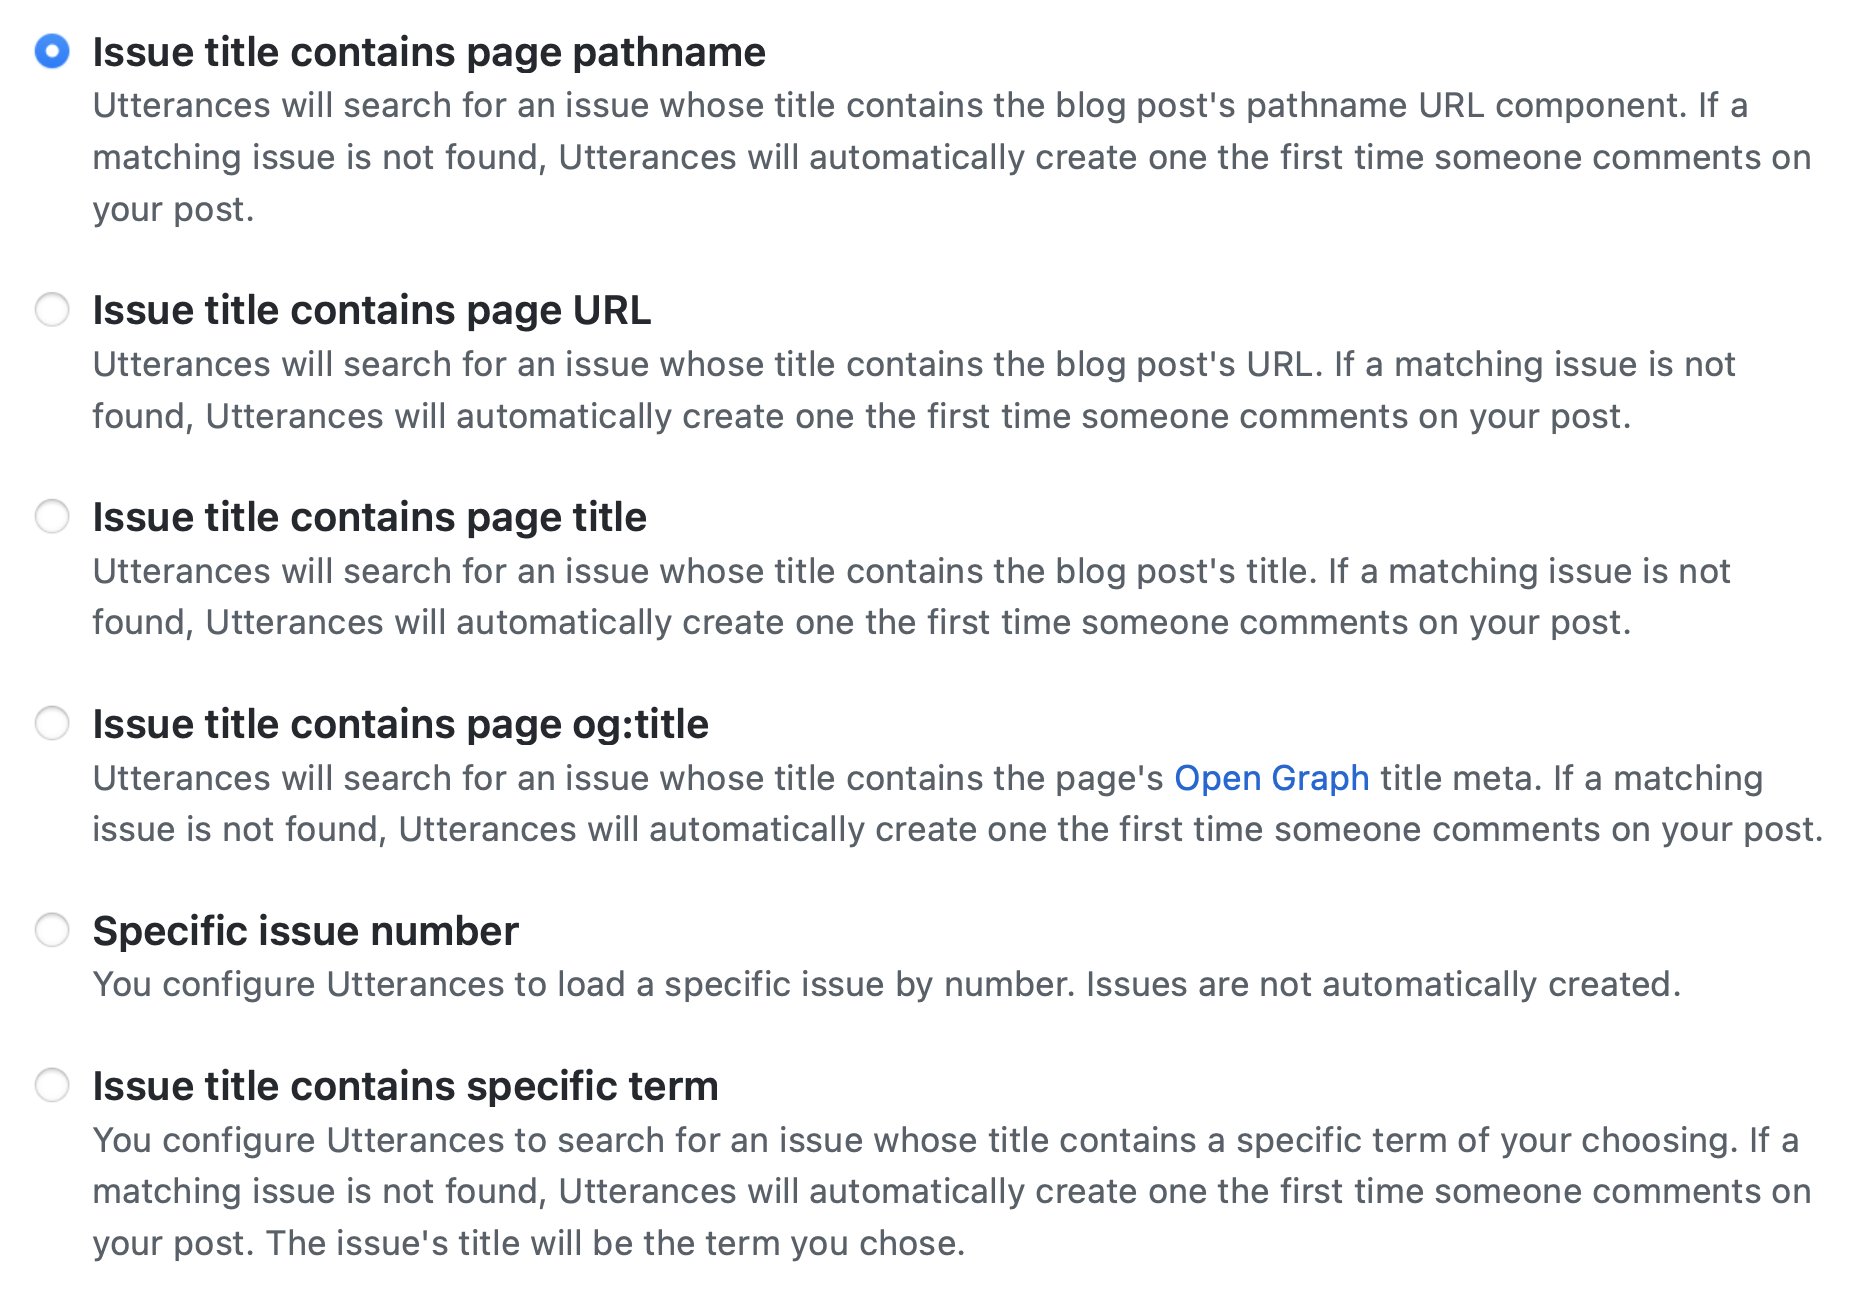 Issue title contains page pathname
Utterances will search for an issue whose title contains the blog post's pathname URL component. If a
matching issue is not found, Utterances will automatically create one the first time someone comments on
your post.
Issue title contains page URL
Utterances will search for an issue whose title contains the blog post's URL. If a matching issue is not
found, Utterances will automatically create one the first time someone comments on your post.
Issue title contains page title
Utterances will search for an issue whose title contains the blog post's title. If a matching issue is not
found, Utterances will automatically create one the first time someone comments on your post.
Issue title contains page og:title
Utterances will search for an issue whose title contains the page's Open Graph title meta. If a matching
issue is not found, Utterances will automatically create one the first time someone comments on your post.
Specific issue number
You configure Utterances to load a specific issue by number. Issues are not automatically created.
Issue title contains specific term
You configure Utterances to search for an issue whose title contains a specific term of your choosing. If a
matching issue is not found, Utterances will automatically create one the first time someone comments on
your post. The issue's title will be the term you chose.